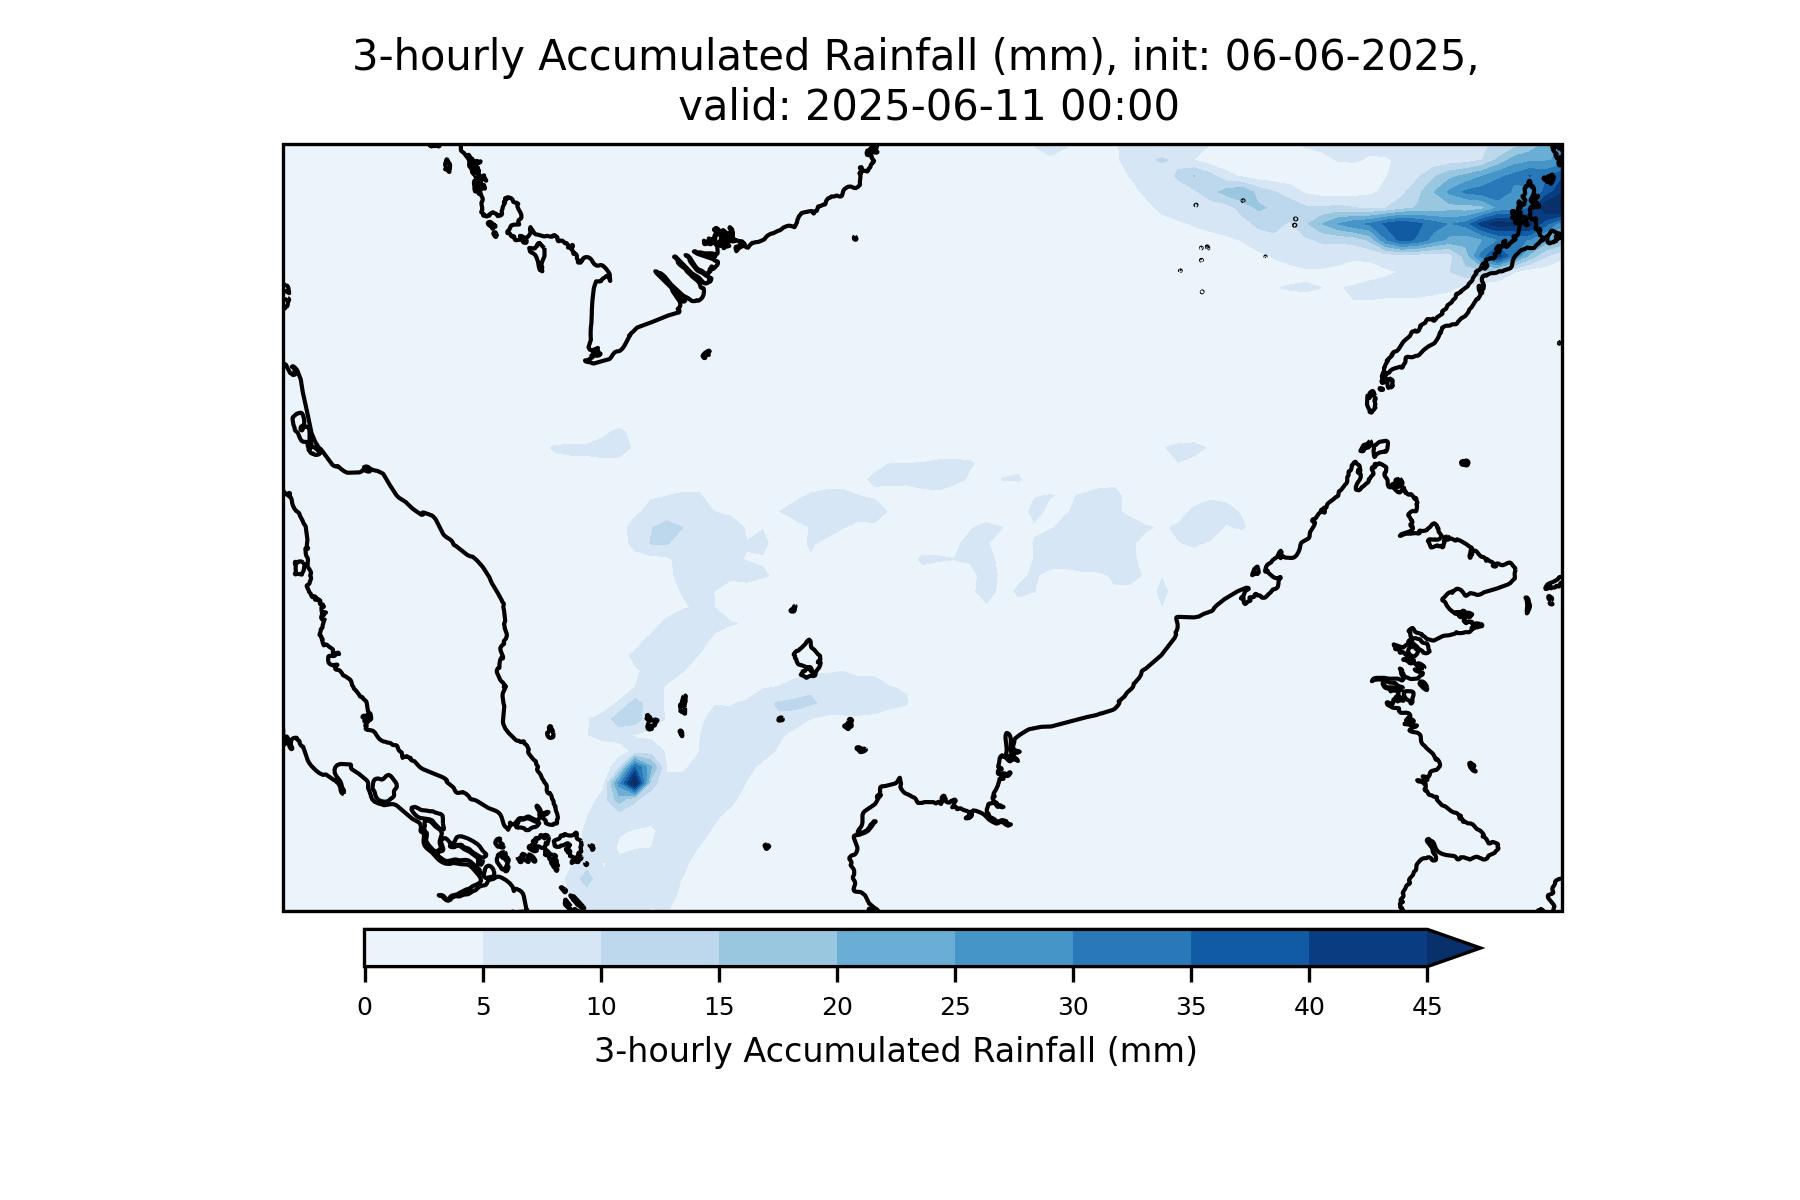 3-hourly Accumulated Rainfall (mm), init: 06-06-2025,
valid: 2025-06-11 00:00
0 5 10 15 20 25 30 35 40 45
3-hourly Accumulated Rainfall (mm)